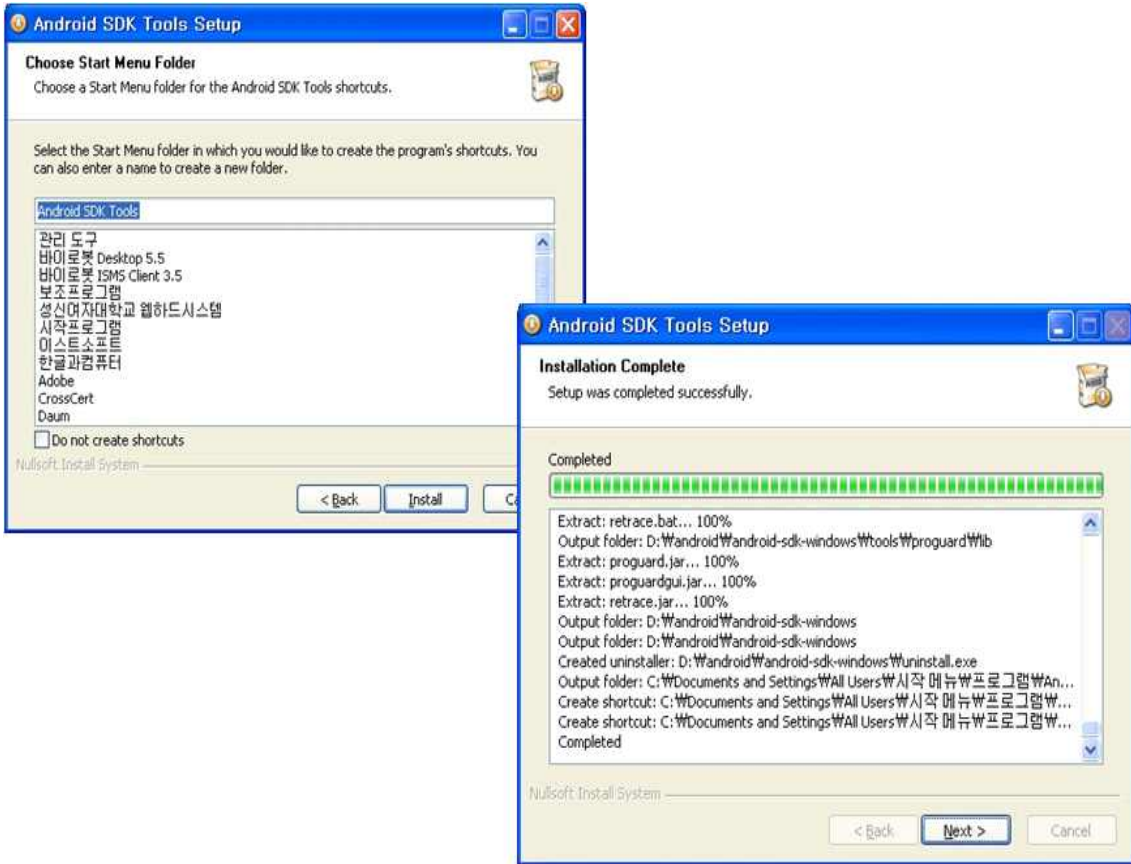 Android SDK Tools Setup
Choose Start Menu Folder
Choose a Start Menu folder for the Android SDK Tools shortcuts.
Select the Start Menu folder in which you would like to create the program's shortcuts. You
can also enter a name to create a new folder.
Android SDK Tools
관리 도구
바이로봇 Desktop 5.5
바이로봇 ISMS Client 3.5
보조프로그램
성신여자대학교 웹하드시스템
시작프로그램
이스트소프트
한글과컴퓨터
Adobe
CrossCert
Daum
Do not create shortcuts
Nullsoft Install System
< Back
Install
Android SDK Tools Setup
Installation Complete
Setup was completed successfully.
Completed
Extract: retrace.bat... 100%
Output folder: D:₩android₩android-sdk-windows₩tools₩proguard₩lib
Extract: proguard.jar... 100%
Extract: proguardgui.jar... 100%
Extract: retrace.jar... 100%
Output folder: D:₩android₩android-sdk-windows
Output folder: D:₩android₩android-sdk-windows
Created uninstaller: D:₩android₩android-sdk-windows₩uninstall.exe
Output folder: C:₩Documents and Settings₩All Users₩시작 메뉴₩프로그램₩An...
Create shortcut: C:₩Documents and Settings₩All Users₩시작 메뉴₩프로그램₩...
Create shortcut: C:₩Documents and Settings₩All Users₩시작 메뉴₩프로그램₩...
Completed
Nullsoft Install System
< Back
Next >
Cancel